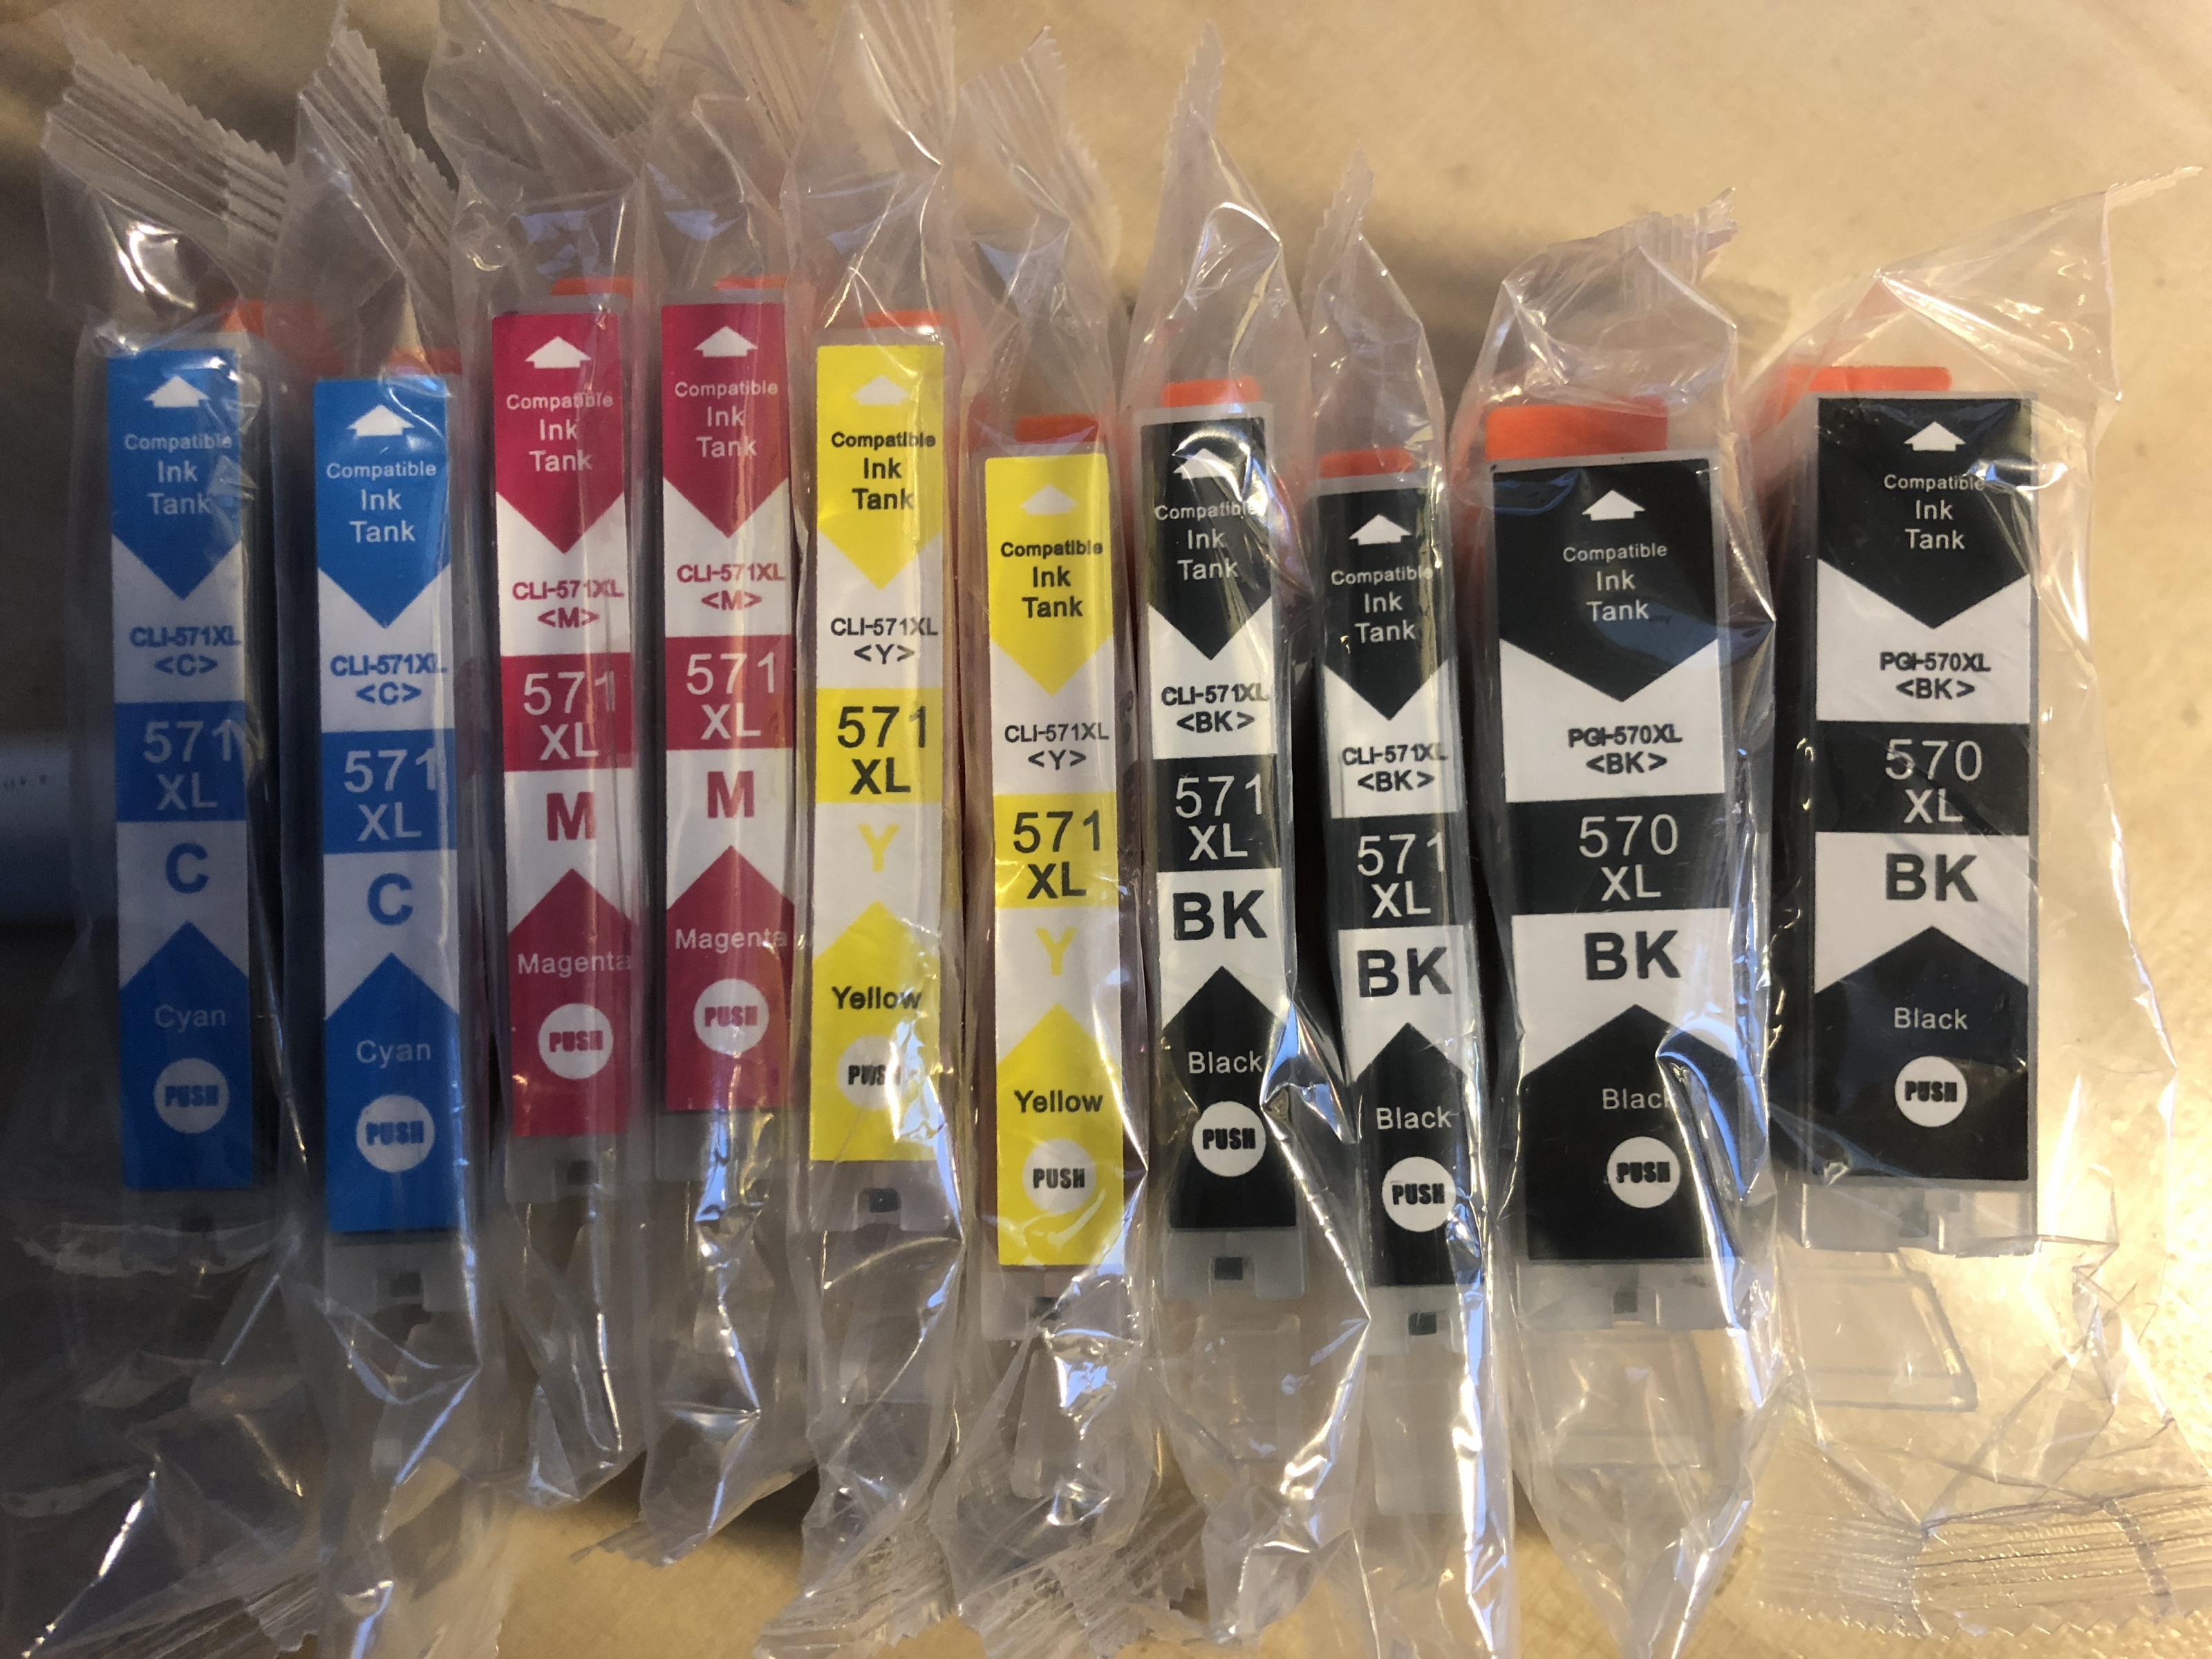 Compatible
Ink
Tank
CLI-571XL
<C>
571
XL
C
Cyan
PUSH
Compatible
Ink
Tank
CLI-571XL
<C>
571
XL
C
Cyan
PUSH
Compatible
Ink
Tank
CLI-571XL
<M>
571
XL
M
Magenta
PUSH
Compatible
Ink
Tank
CLI-571XL
<M>
571
XL
M
Magenta
PUSH
Compatible
Ink
Tank
CLI-571XL
<Y>
571
XL
Y
Yellow
PUSH
Compatible
Ink
Tank
CLI-571XL
<Y>
571
XL
Y
Yellow
PUSH
Compatible
Ink
Tank
CLI-571XL
<BK>
571
XL
BK
Black
PUSH
Compatible
Ink
Tank
CLI-571XL
<BK>
571
XL
BK
Black
PUSH
Compatible
Ink
Tank
PGI-570XL
<BK>
570
XL
BK
Black
PUSH
Compatible
Ink
Tank
PGI-570XL
<BK>
570
XL
BK
Black
PUSH